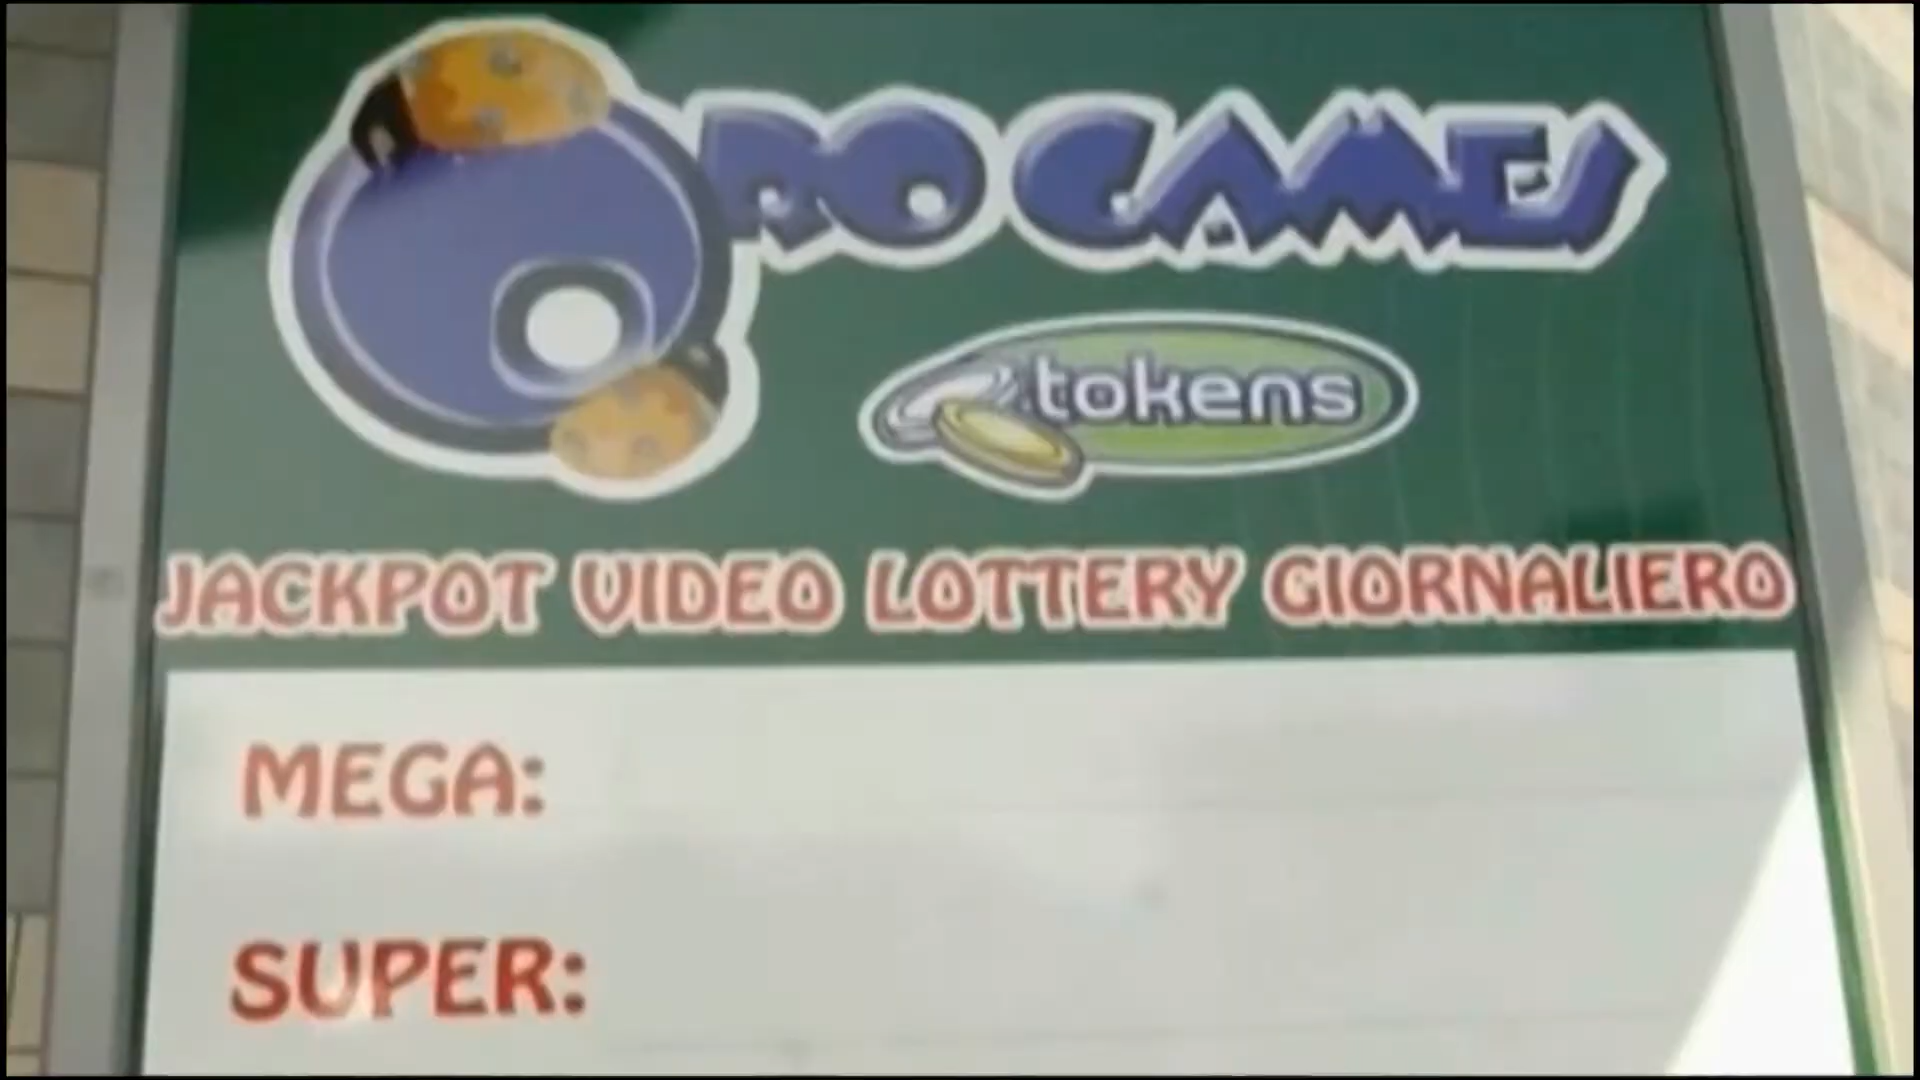 ORO GAMES
tokens
JACKPOT VIDEO LOTTERY GIORNALIERO
MEGA:
SUPER: